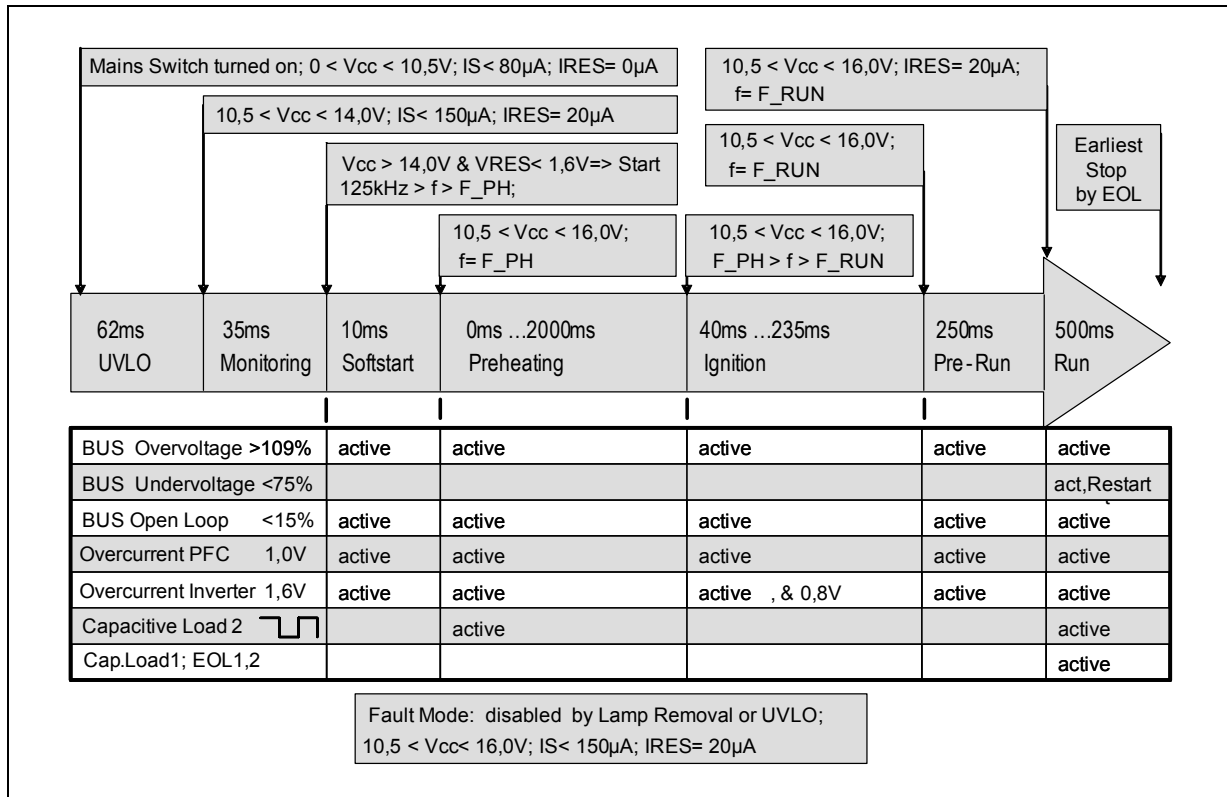 Mains Switch turned on; 0 < Vcc < 10,5V; IS< 80µA; IRES= 0µA
10,5 < Vcc < 14,0V; IS< 150µA; IRES= 20µA
Vcc > 14,0V & VRES< 1,6V=> Start
125kHz > f > F_PH;
10,5 < Vcc < 16,0V;
f= F_PH
10,5 < Vcc < 16,0V; IRES= 20µA;
f= F_RUN
10,5 < Vcc < 16,0V;
f= F_RUN
10,5 < Vcc < 16,0V;
F_PH > f > F_RUN
Earliest
Stop
by EOL
62ms
UVLO
35ms
Monitoring
10ms
Softstart
0ms ...2000ms
Preheating
40ms ...235ms
Ignition
250ms
Pre-Run
500ms
Run
BUS Overvoltage >109% active active active active active
BUS Undervoltage <75% act,Restart
BUS Open Loop <15% active active active active active
Overcurrent PFC 1,0V active active active active active
Overcurrent Inverter 1,6V active active active , & 0,8V active active
Capacitive Load 2 active active
Cap.Load1; EOL1,2 active
Fault Mode: disabled by Lamp Removal or UVLO;
10,5 < Vcc< 16,0V; IS< 150µA; IRES= 20µA